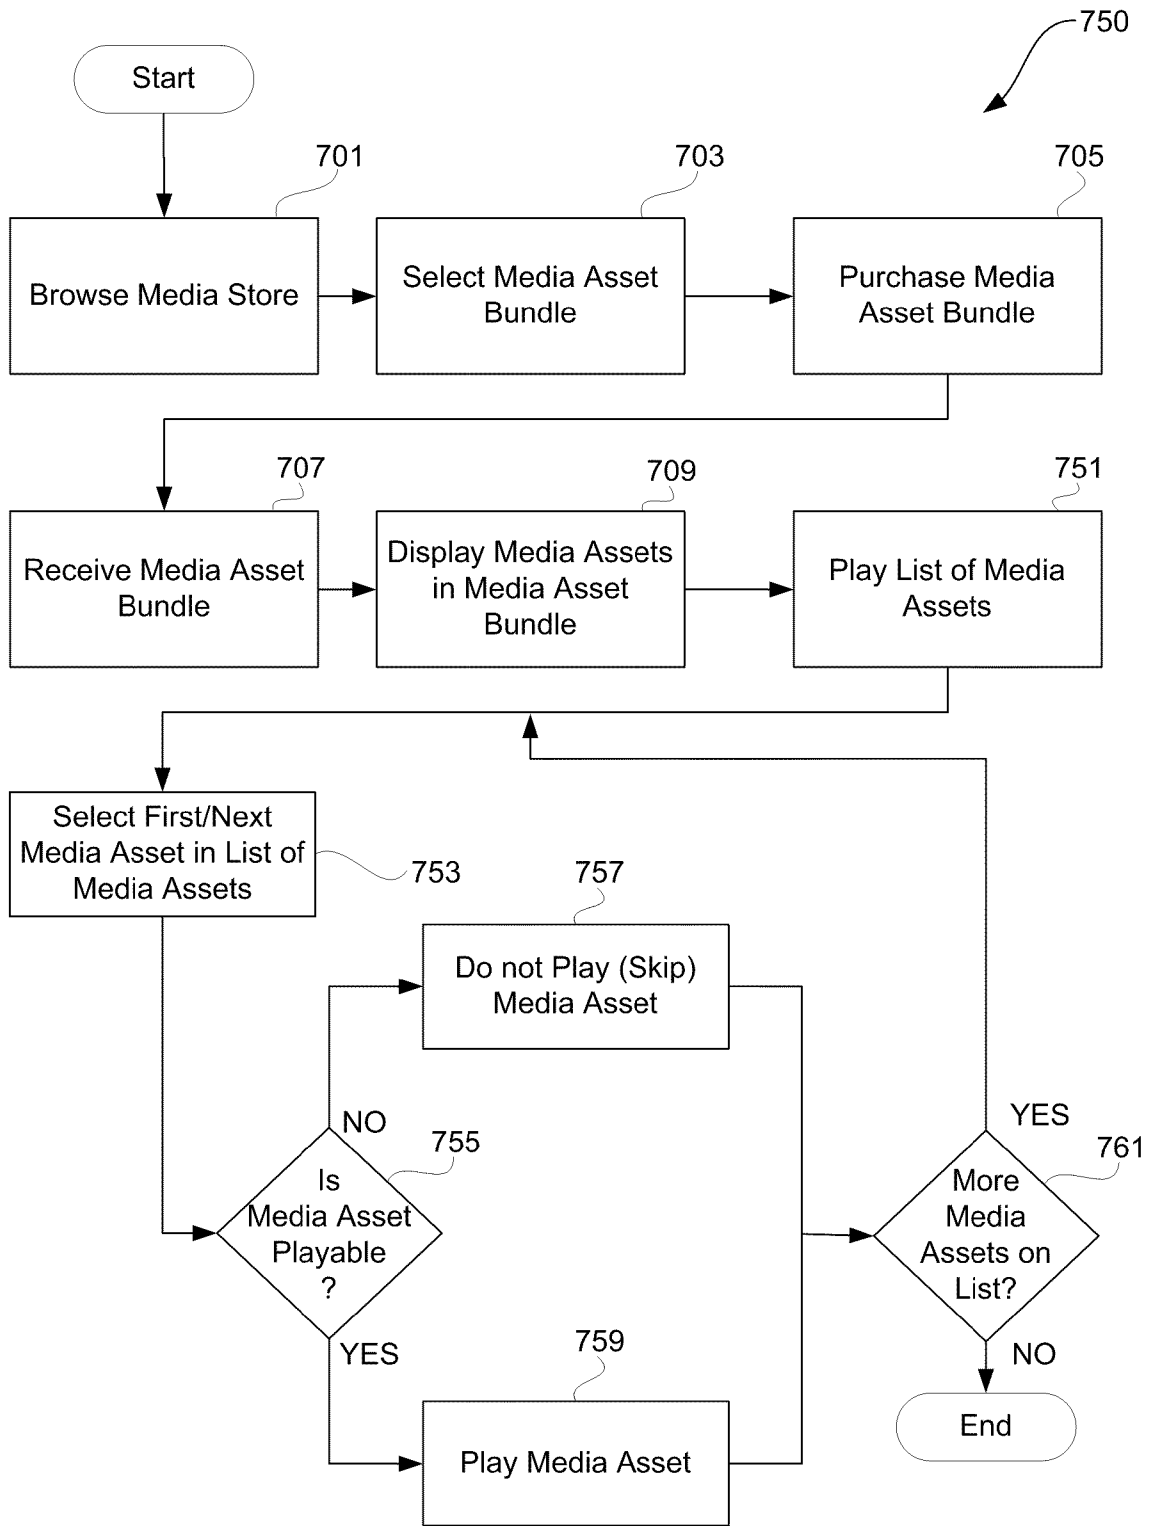 750
Start
701
703
705
Browse Media Store
Select Media Asset
Bundle
Purchase Media
Asset Bundle
707
709
751
Receive Media Asset
Bundle
Display Media Assets
in Media Asset
Bundle
Play List of Media
Assets
Select First/Next
Media Asset in List of
Media Assets
753
757
Do not Play (Skip)
Media Asset
NO
755
Is
Media Asset
Playable
?
YES
759
Play Media Asset
YES
761
More
Media
Assets on
List?
NO
End